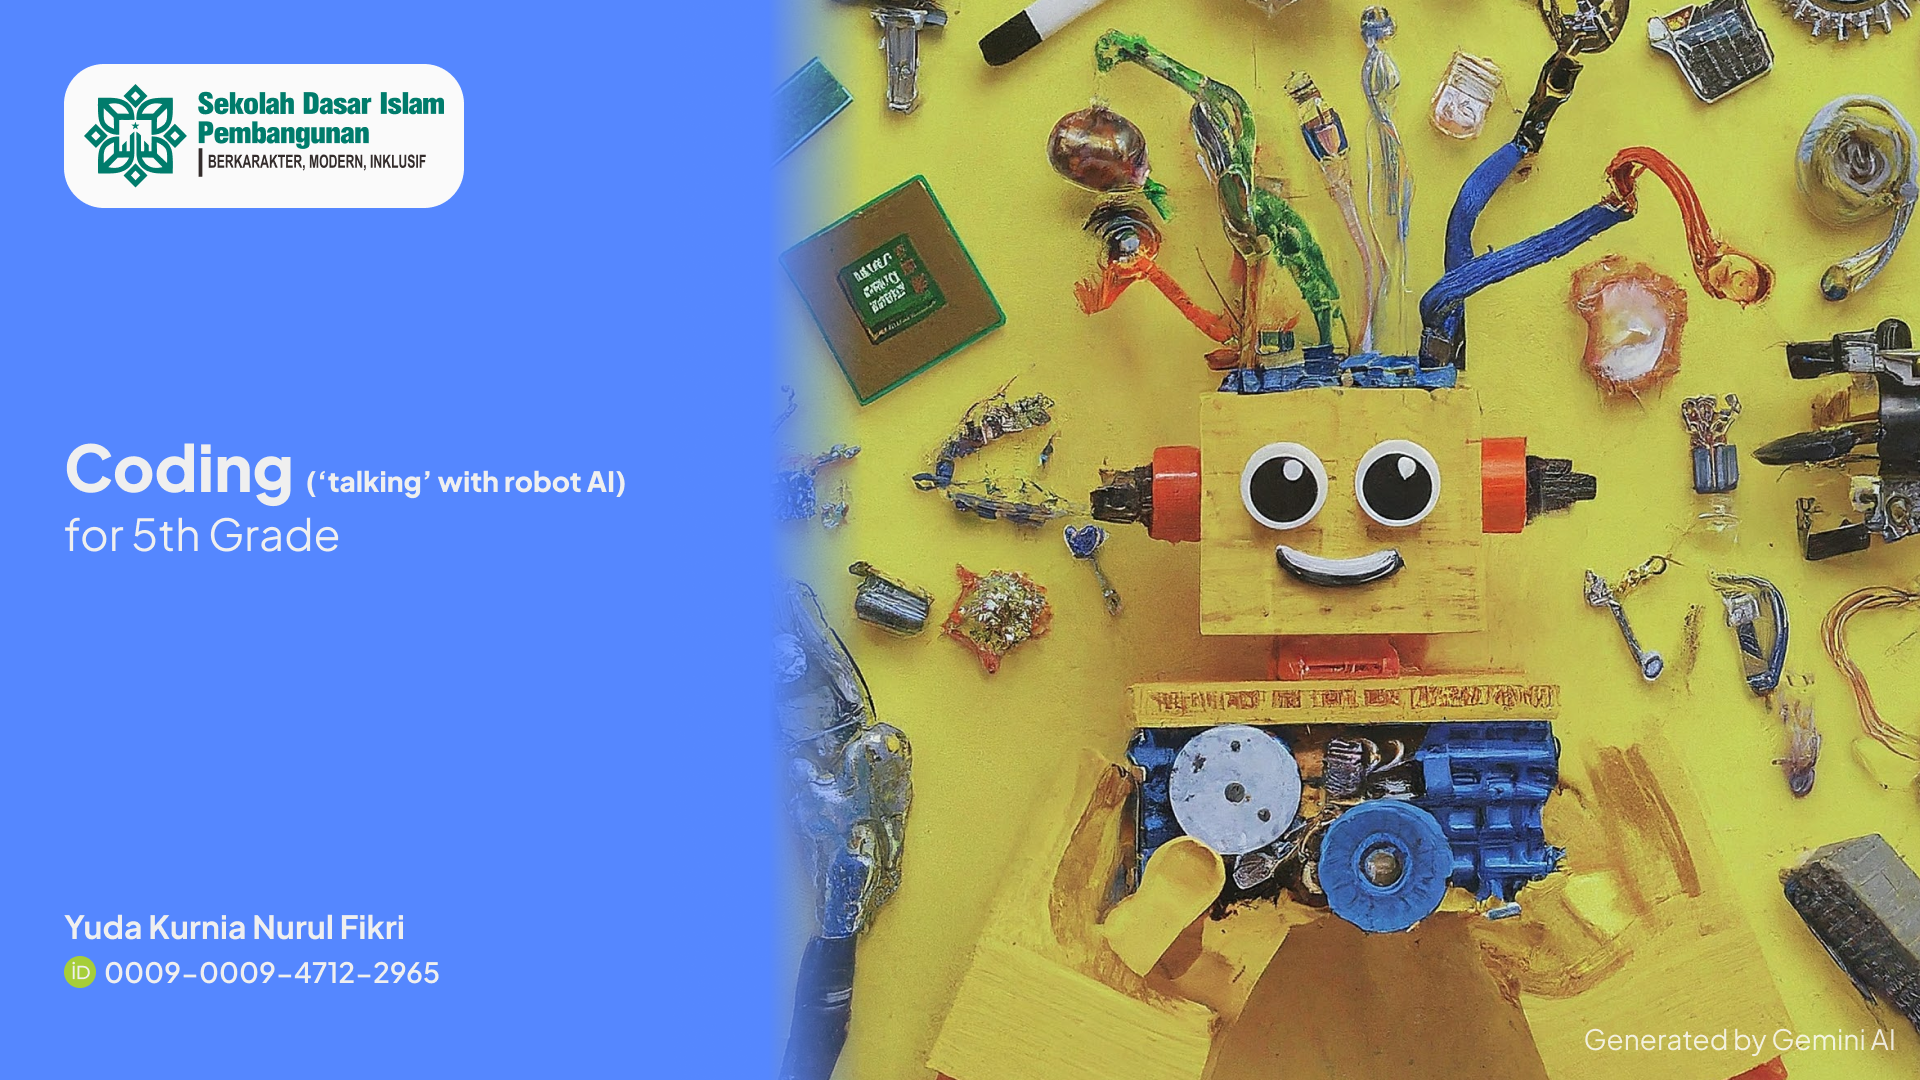 Sekolah Dasar Islam
Pembangunan
BERKARAKTER, MODERN, INKLUSIF
Coding (‘talking’ with robot AI)
for 5th Grade
Yuda Kurnia Nurul Fikri
iD 0009-0009-4712-2965
Generated by Gemini AI